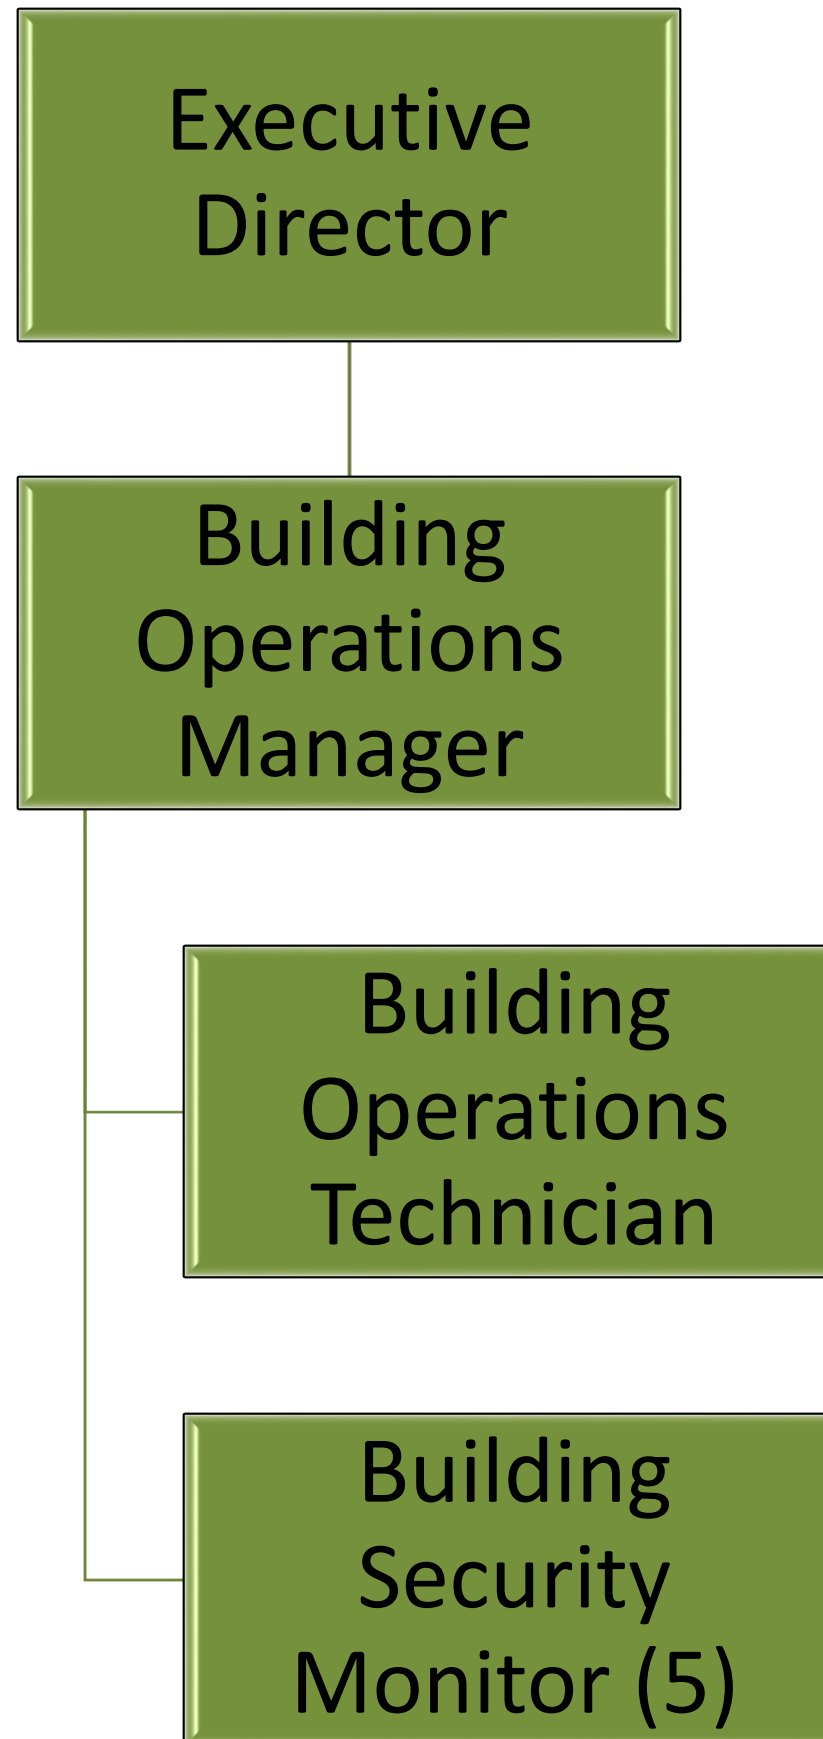 Executive
Director
Building
Operations
Manager
Building
Operations
Technician
Building
Security
Monitor (5)